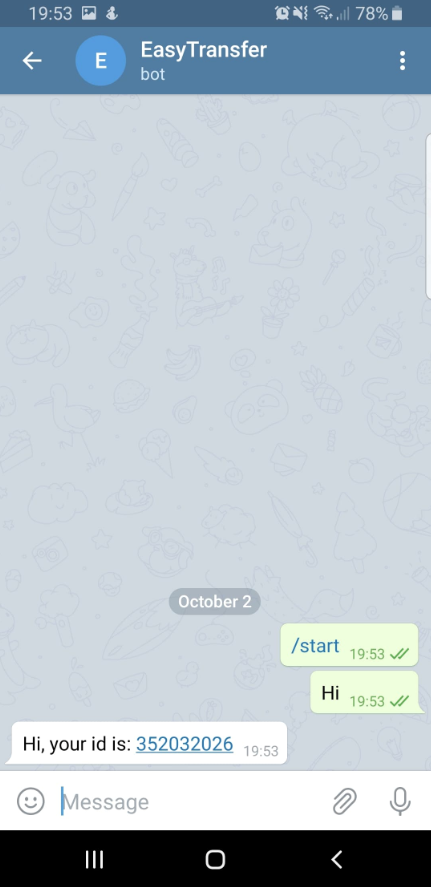 19:53
78%
E
EasyTransfer
bot
October 2
/start 19:53
Hi 19:53
Hi, your id is: 352032026 19:53
Message